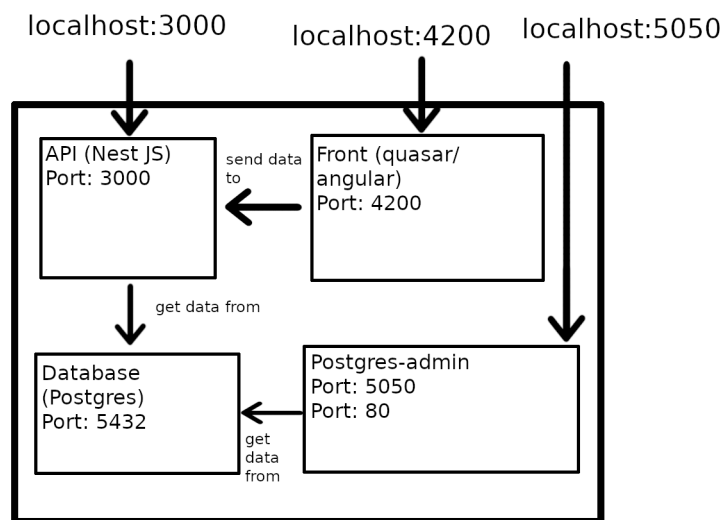 localhost:3000
localhost:4200
localhost:5050
API (Nest JS)
Port: 3000
send data
to
Front (quasar/
angular)
Port: 4200
get data from
Database
(Postgres)
Port: 5432
get
data
from
Postgres-admin
Port: 5050
Port: 80